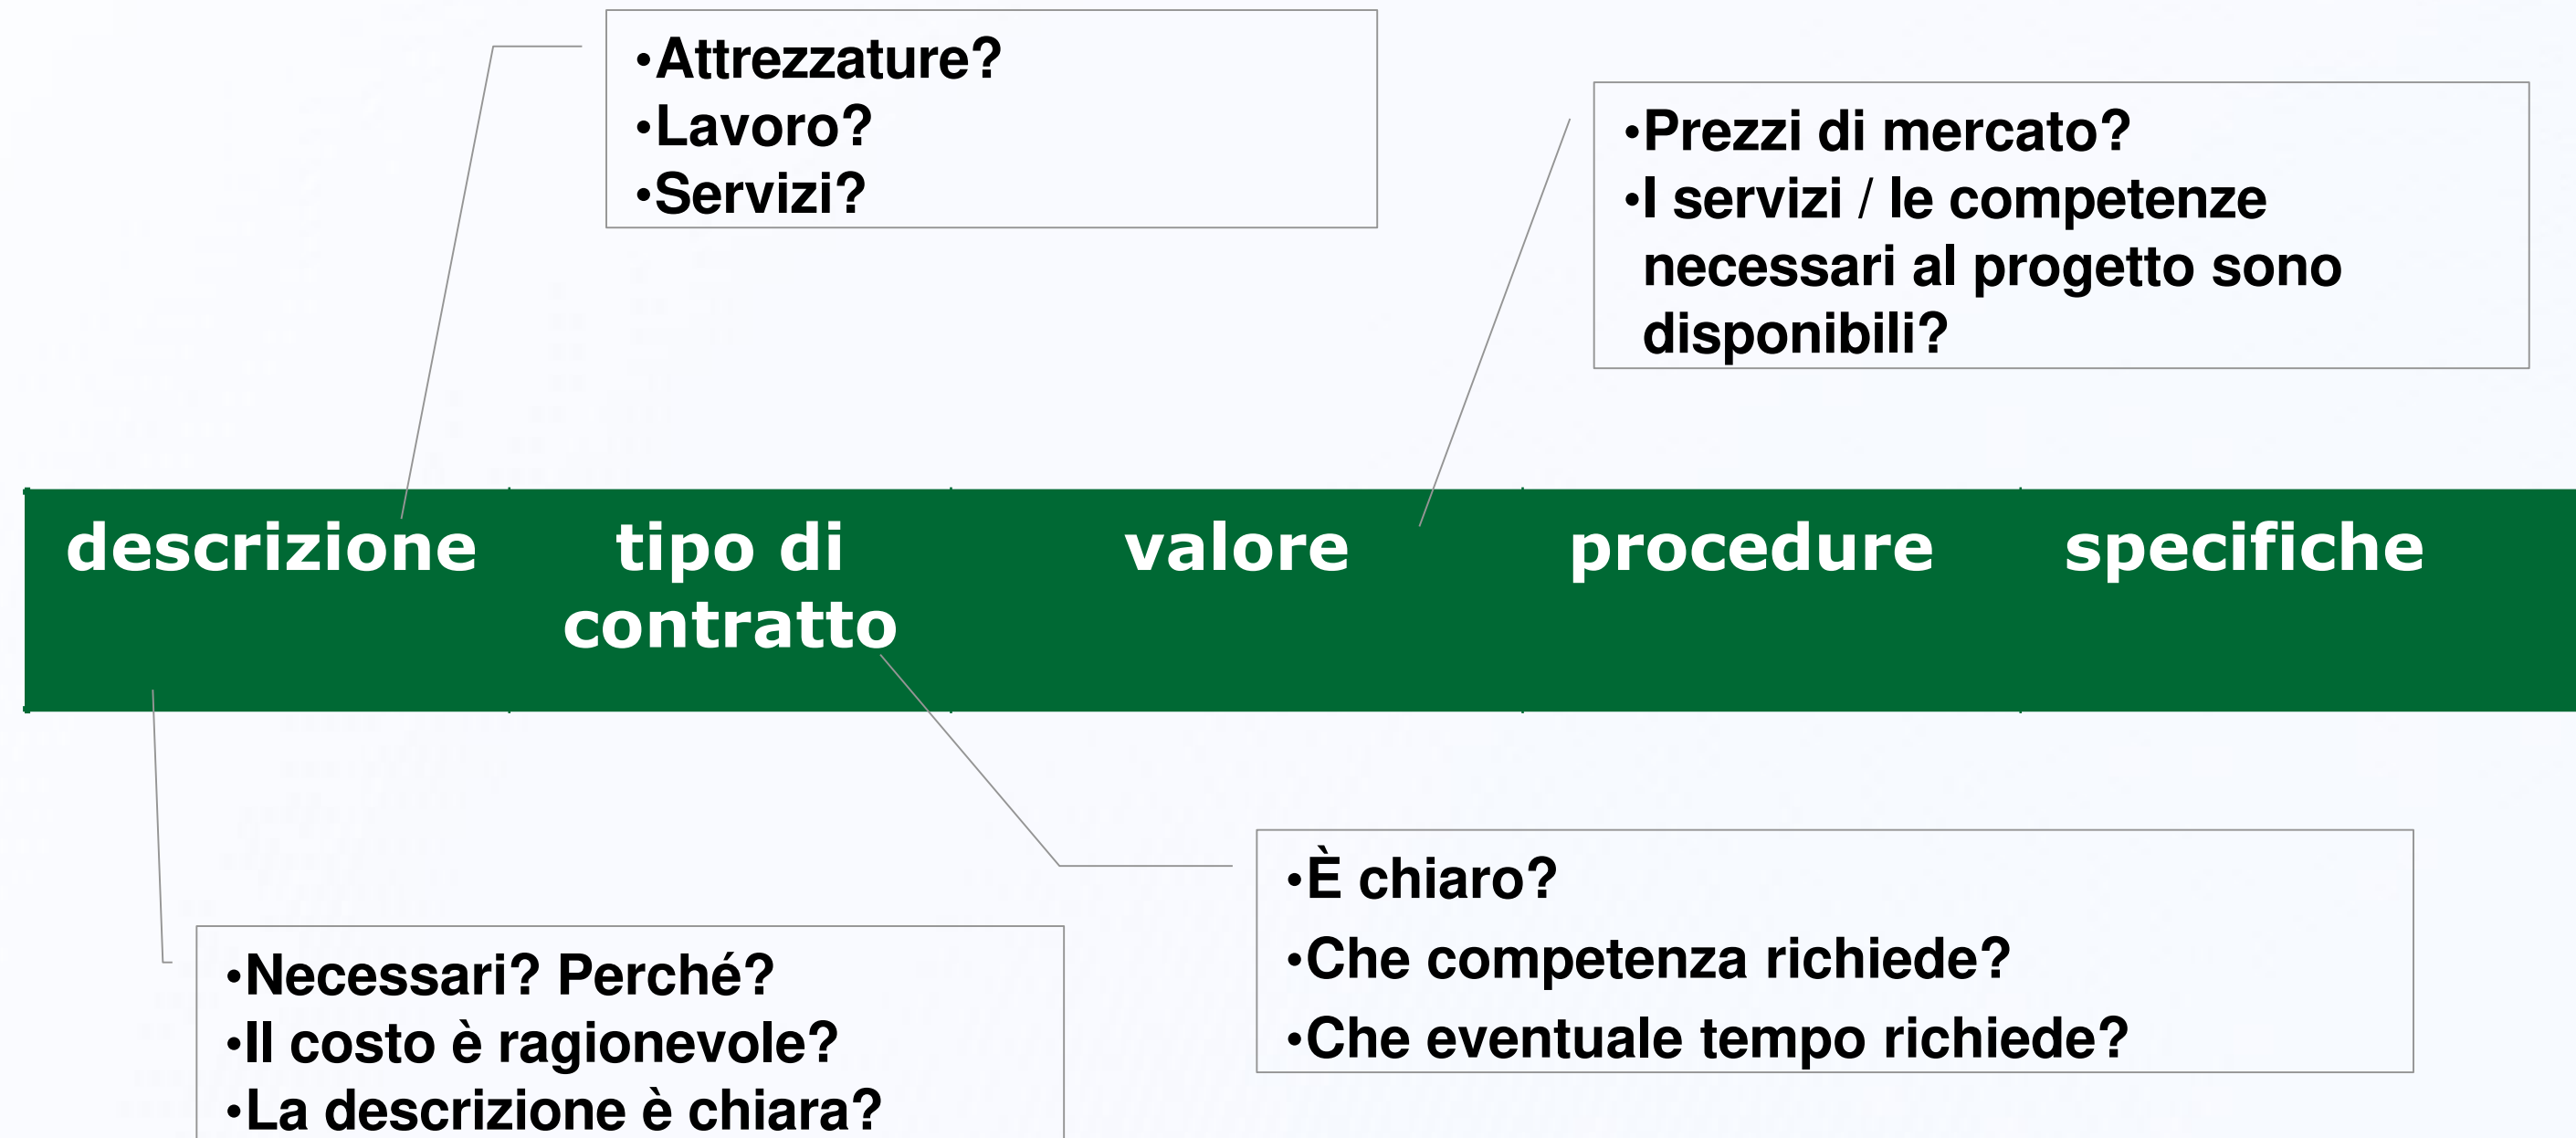 •Attrezzature?
•Lavoro?
•Servizi?
•Prezzi di mercato?
•I servizi / le competenze
necessari al progetto sono
disponibili?
descrizione
tipo di
contratto
valore
procedure
specifiche
•È chiaro?
•Che competenza richiede?
•Che eventuale tempo richiede?
•Necessari? Perché?
•Il costo è ragionevole?
•La descrizione è chiara?